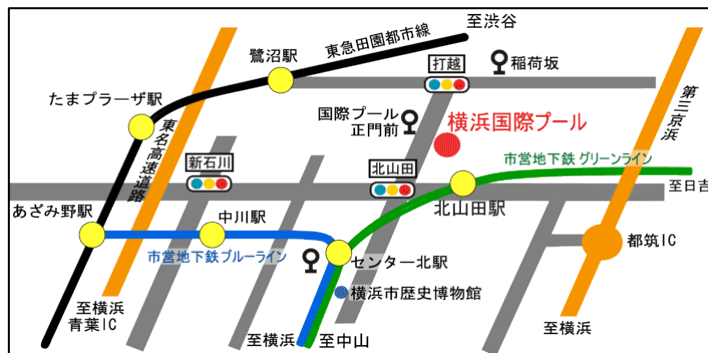 至渋谷
東急田園都市線
鷺沼駅
打越
稲荷坂
たまプラーザ駅
国際プール
正門前
横浜国際プール
第三京浜
東名高速道路
新石川
北山田
市営地下鉄 グリーンライン
至日吉
北山田駅
あざみ野駅
中川駅
都筑IC
市営地下鉄ブルーライン
センター北駅
横浜市歴史博物館
至横浜
青葉IC
至横浜
至中山
至横浜